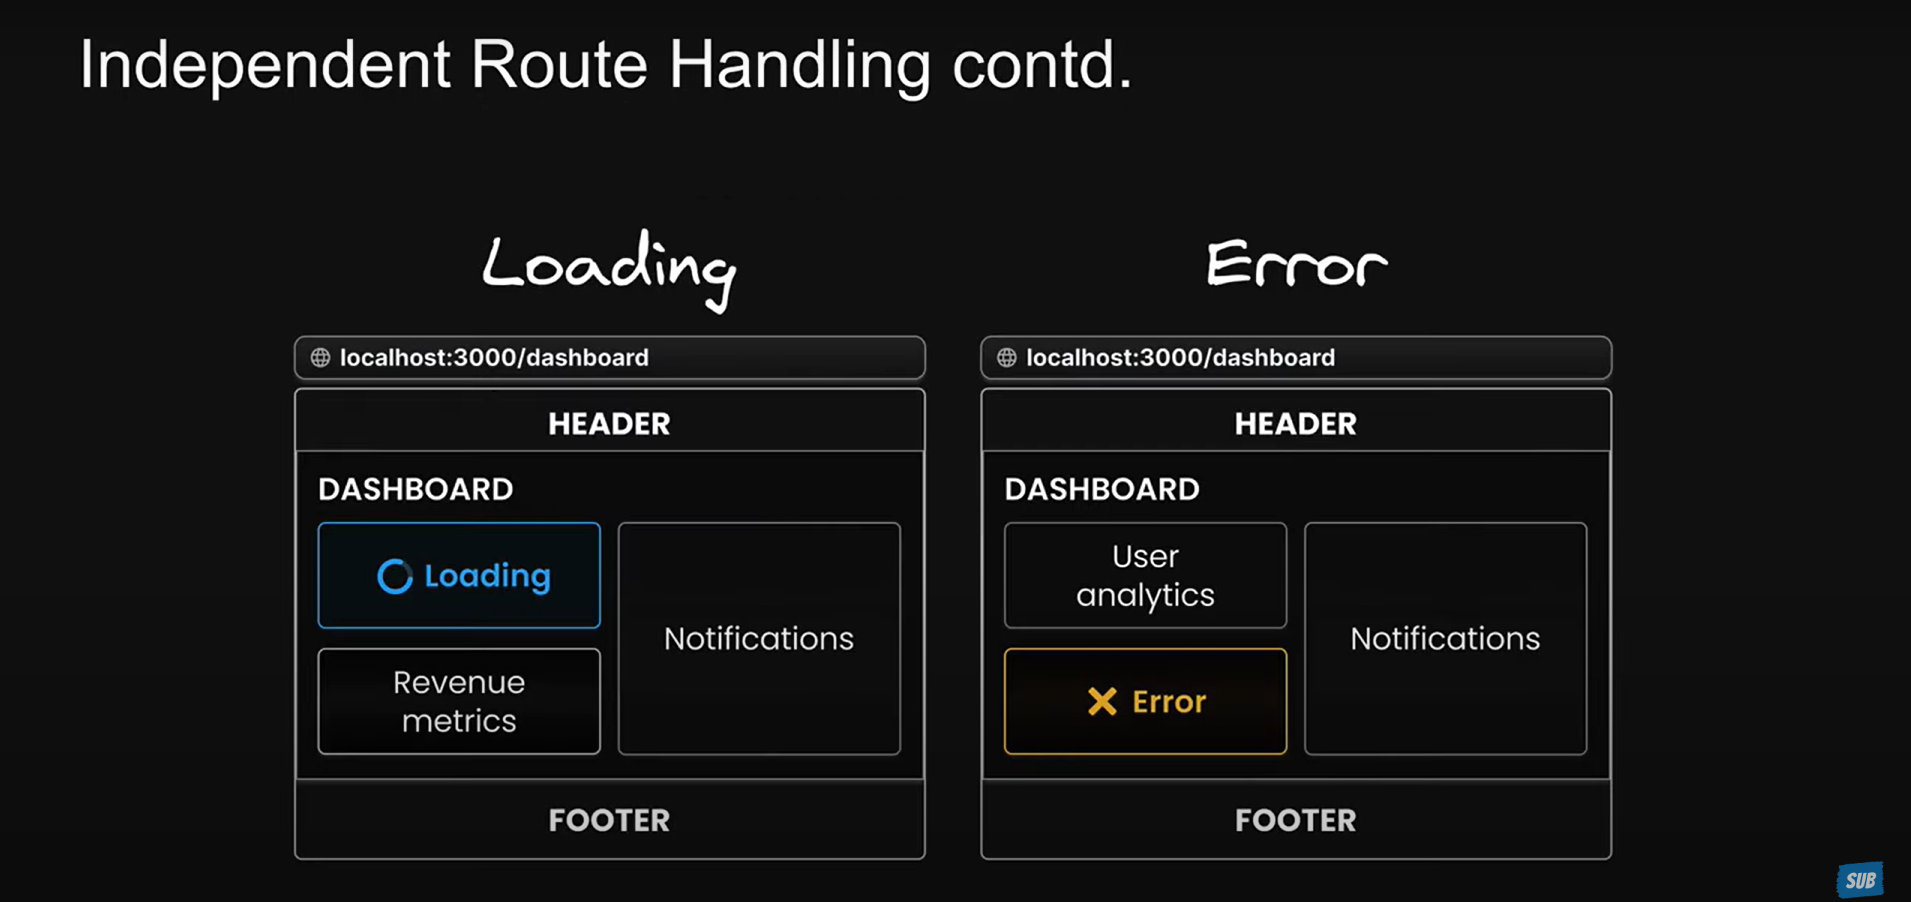 Independent Route Handling contd.
Loading
localhost:3000/dashboard
HEADER
DASHBOARD
Loading
Notifications
Revenue
metrics
FOOTER
Error
localhost:3000/dashboard
HEADER
DASHBOARD
User
analytics
Notifications
Error
FOOTER
SUB